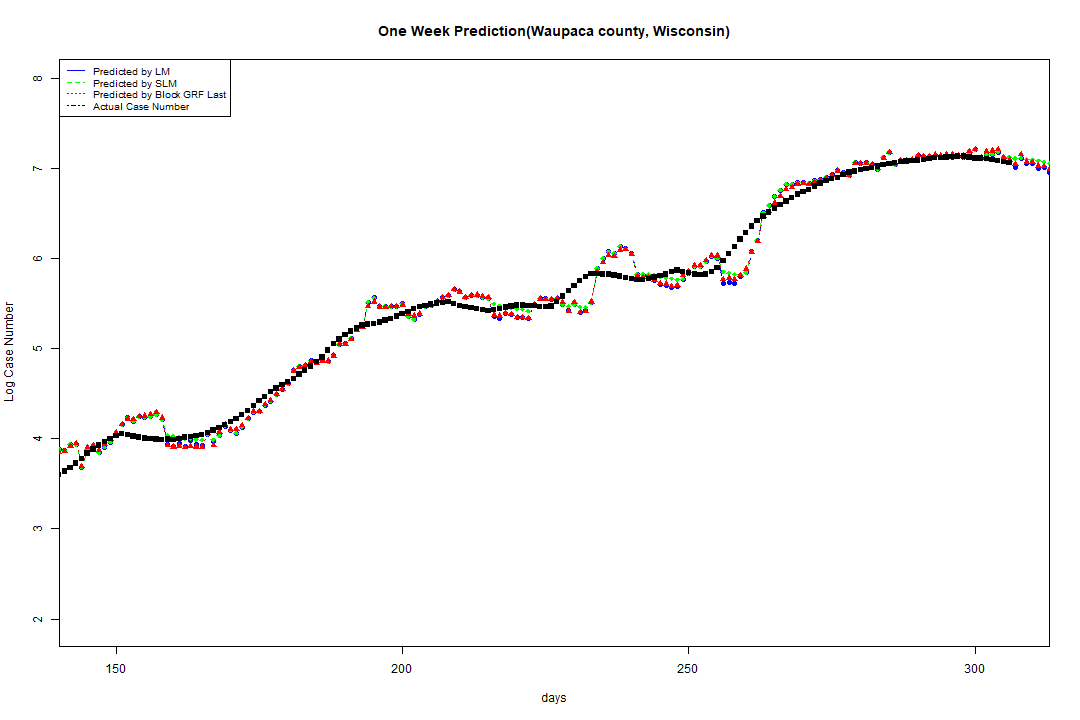 One Week Prediction(Waupaca county, Wisconsin)
Predicted by LM
Predicted by SLM
Predicted by Block GRF Last
Actual Case Number
8
7
6
5
4
3
2
Log Case Number
150 200 250 300
days